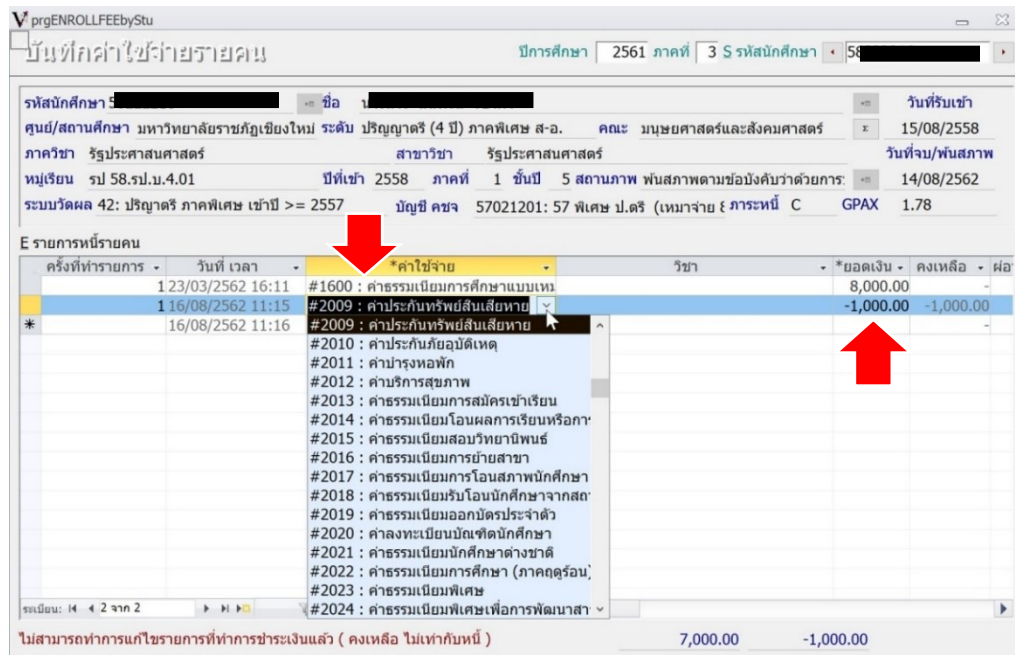 prgENROLLFEEbyStu
บันทึกค่าใช้จ่ายรายคน ปีการศึกษา 2561 ภาคที่ 3 S รหัสนักศึกษา 58
รหัสนักศึกษา ชื่อ วันที่รับเข้า
ศูนย์/สถานศึกษา มหาวิทยาลัยราชภัฏเชียงใหม่ ระดับ ปริญญาตรี (4 ปี) ภาคพิเศษ ส-อ. คณะ มนุษยศาสตร์และสังคมศาสตร์ 15/08/2558
ภาควิชา รัฐประศาสนศาสตร์ สาขาวิชา รัฐประศาสนศาสตร์ วันที่จบ/พ้นสภาพ
หมู่เรียน รป 58.รป.บ.4.01 ปีที่เข้า 2558 ภาคที่ 1 ชั้นปี 5 สถานภาพ พ้นสภาพตามข้อบังคับว่าด้วยการ 14/08/2562
ระบบวัดผล 42: ปริญาตรี ภาคพิเศษ เข้าปี >= 2557 บัญชี คชจ 57021201: 57 พิเศษ ป.ตรี (เหมาจ่าย 8 ภาระหนี้ C GPAX 1.78
E รายการหนี้รายคน
ครั้งที่ทำรายการ วันที่ เวลา *ค่าใช้จ่าย วิชา *ยอดเงิน คงเหลือ ผ่อ
1 23/03/2562 16:11 #1600 : ค่าธรรมเนียมการศึกษาแบบเหม 8,000.00 -
1 16/08/2562 11:15 #2009 : ค่าประกันทรัพย์สินเสียหาย -1,000.00 -1,000.00
* 16/08/2562 11:16 #2009 : ค่าประกันทรัพย์สินเสียหาย -
#2010 : ค่าประกันภัยอุบัติเหตุ
#2011 : ค่าบำรุงหอพัก
#2012 : ค่าบริการสุขภาพ
#2013 : ค่าธรรมเนียมการสมัครเข้าเรียน
#2014 : ค่าธรรมเนียมโอนผลการเรียนหรือการ
#2015 : ค่าธรรมเนียมสอบวิทยานิพนธ์
#2016 : ค่าธรรมเนียมการย้ายสาขา
#2017 : ค่าธรรมเนียมการโอนสภาพนักศึกษา
#2018 : ค่าธรรมเนียมรับโอนนักศึกษาจากสถ
#2019 : ค่าธรรมเนียมออกบัตรประจำตัว
#2020 : ค่าลงทะเบียนบัณฑิตนักศึกษา
#2021 : ค่าธรรมเนียมนักศึกษาต่างชาติ
#2022 : ค่าธรรมเนียมการศึกษา (ภาคฤดูร้อน)
#2023 : ค่าธรรมเนียมพิเศษ
ระเบียน: 2 จาก 2 #2024 : ค่าธรรมเนียมพิเศษเพื่อการพัฒนาสา
ไม่สามารถทำการแก้ไขรายการที่ทำการชำระเงินแล้ว ( คงเหลือ ไม่เท่ากับหนี้ ) 7,000.00 -1,000.00